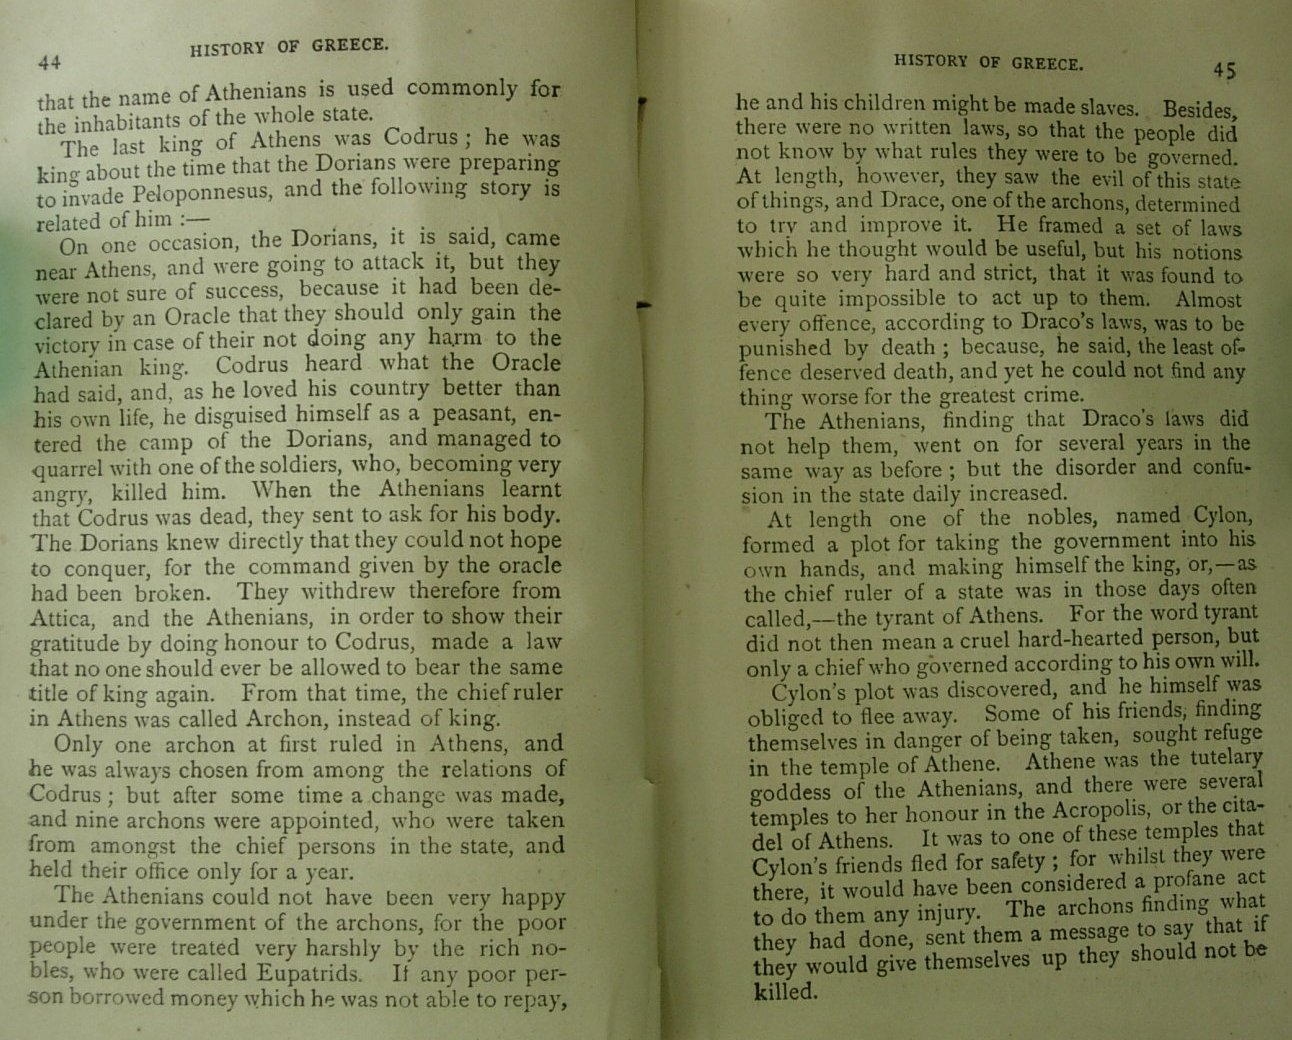 44
HISTORY OF GREECE.
that the name of Athenians is used commonly for
the inhabitants of the whole state.
The last king of Athens was Codrus ; he was
king about the time that the Dorians were preparing
to invade Peloponnesus, and the following story is
related of him :—
On one occasion, the Dorians, it is said, came
near Athens, and were going to attack it, but they
were not sure of success, because it had been de-
clared by an Oracle that they should only gain the
victory in case of their not doing any harm to the
Athenian king. Codrus heard what the Oracle
had said, and, as he loved his country better than
his own life, he disguised himself as a peasant, en-
tered the camp of the Dorians, and managed to
quarrel with one of the soldiers, who, becoming very
angry, killed him. When the Athenians learnt
that Codrus was dead, they sent to ask for his body.
The Dorians knew directly that they could not hope
to conquer, for the command given by the oracle
had been broken. They withdrew therefore from
Attica, and the Athenians, in order to show their
gratitude by doing honour to Codrus, made a law
that no one should ever be allowed to bear the same
title of king again. From that time, the chief ruler
in Athens was called Archon, instead of king.
Only one archon at first ruled in Athens, and
he was always chosen from among the relations of
Codrus ; but after some time a change was made,
and nine archons were appointed, who were taken
from amongst the chief persons in the state, and
held their office only for a year.
The Athenians could not have been very happy
under the government of the archons, for the poor
people were treated very harshly by the rich no-
bles, who were called Eupatrids. If any poor per-
son borrowed money which he was not able to repay,
HISTORY OF GREECE.
45
he and his children might be made slaves. Besides,
there were no written laws, so that the people did
not know by what rules they were to be governed.
At length, however, they saw the evil of this state
of things, and Drace, one of the archons, determined
to try and improve it. He framed a set of laws
which he thought would be useful, but his notions
were so very hard and strict, that it was found to
be quite impossible to act up to them. Almost
every offence, according to Draco's laws, was to be
punished by death ; because, he said, the least of-
fence deserved death, and yet he could not find any
thing worse for the greatest crime.
The Athenians, finding that Draco's laws did
not help them, went on for several years in the
same way as before ; but the disorder and confu-
sion in the state daily increased.
At length one of the nobles, named Cylon,
formed a plot for taking the government into his
own hands, and making himself the king, or,—as
the chief ruler of a state was in those days often
called,—the tyrant of Athens. For the word tyrant
did not then mean a cruel hard-hearted person, but
only a chief who governed according to his own will.
Cylon's plot was discovered, and he himself was
obliged to flee away. Some of his friends, finding
themselves in danger of being taken, sought refuge
in the temple of Athene. Athene was the tutelary
goddess of the Athenians, and there were several
temples to her honour in the Acropolis, or the cita-
del of Athens. It was to one of these temples that
Cylon's friends fled for safety ; for whilst they were
there, it would have been considered a profane act
to do them any injury. The archons finding what
they had done, sent them a message to say that if
they would give themselves up they should not be
killed.